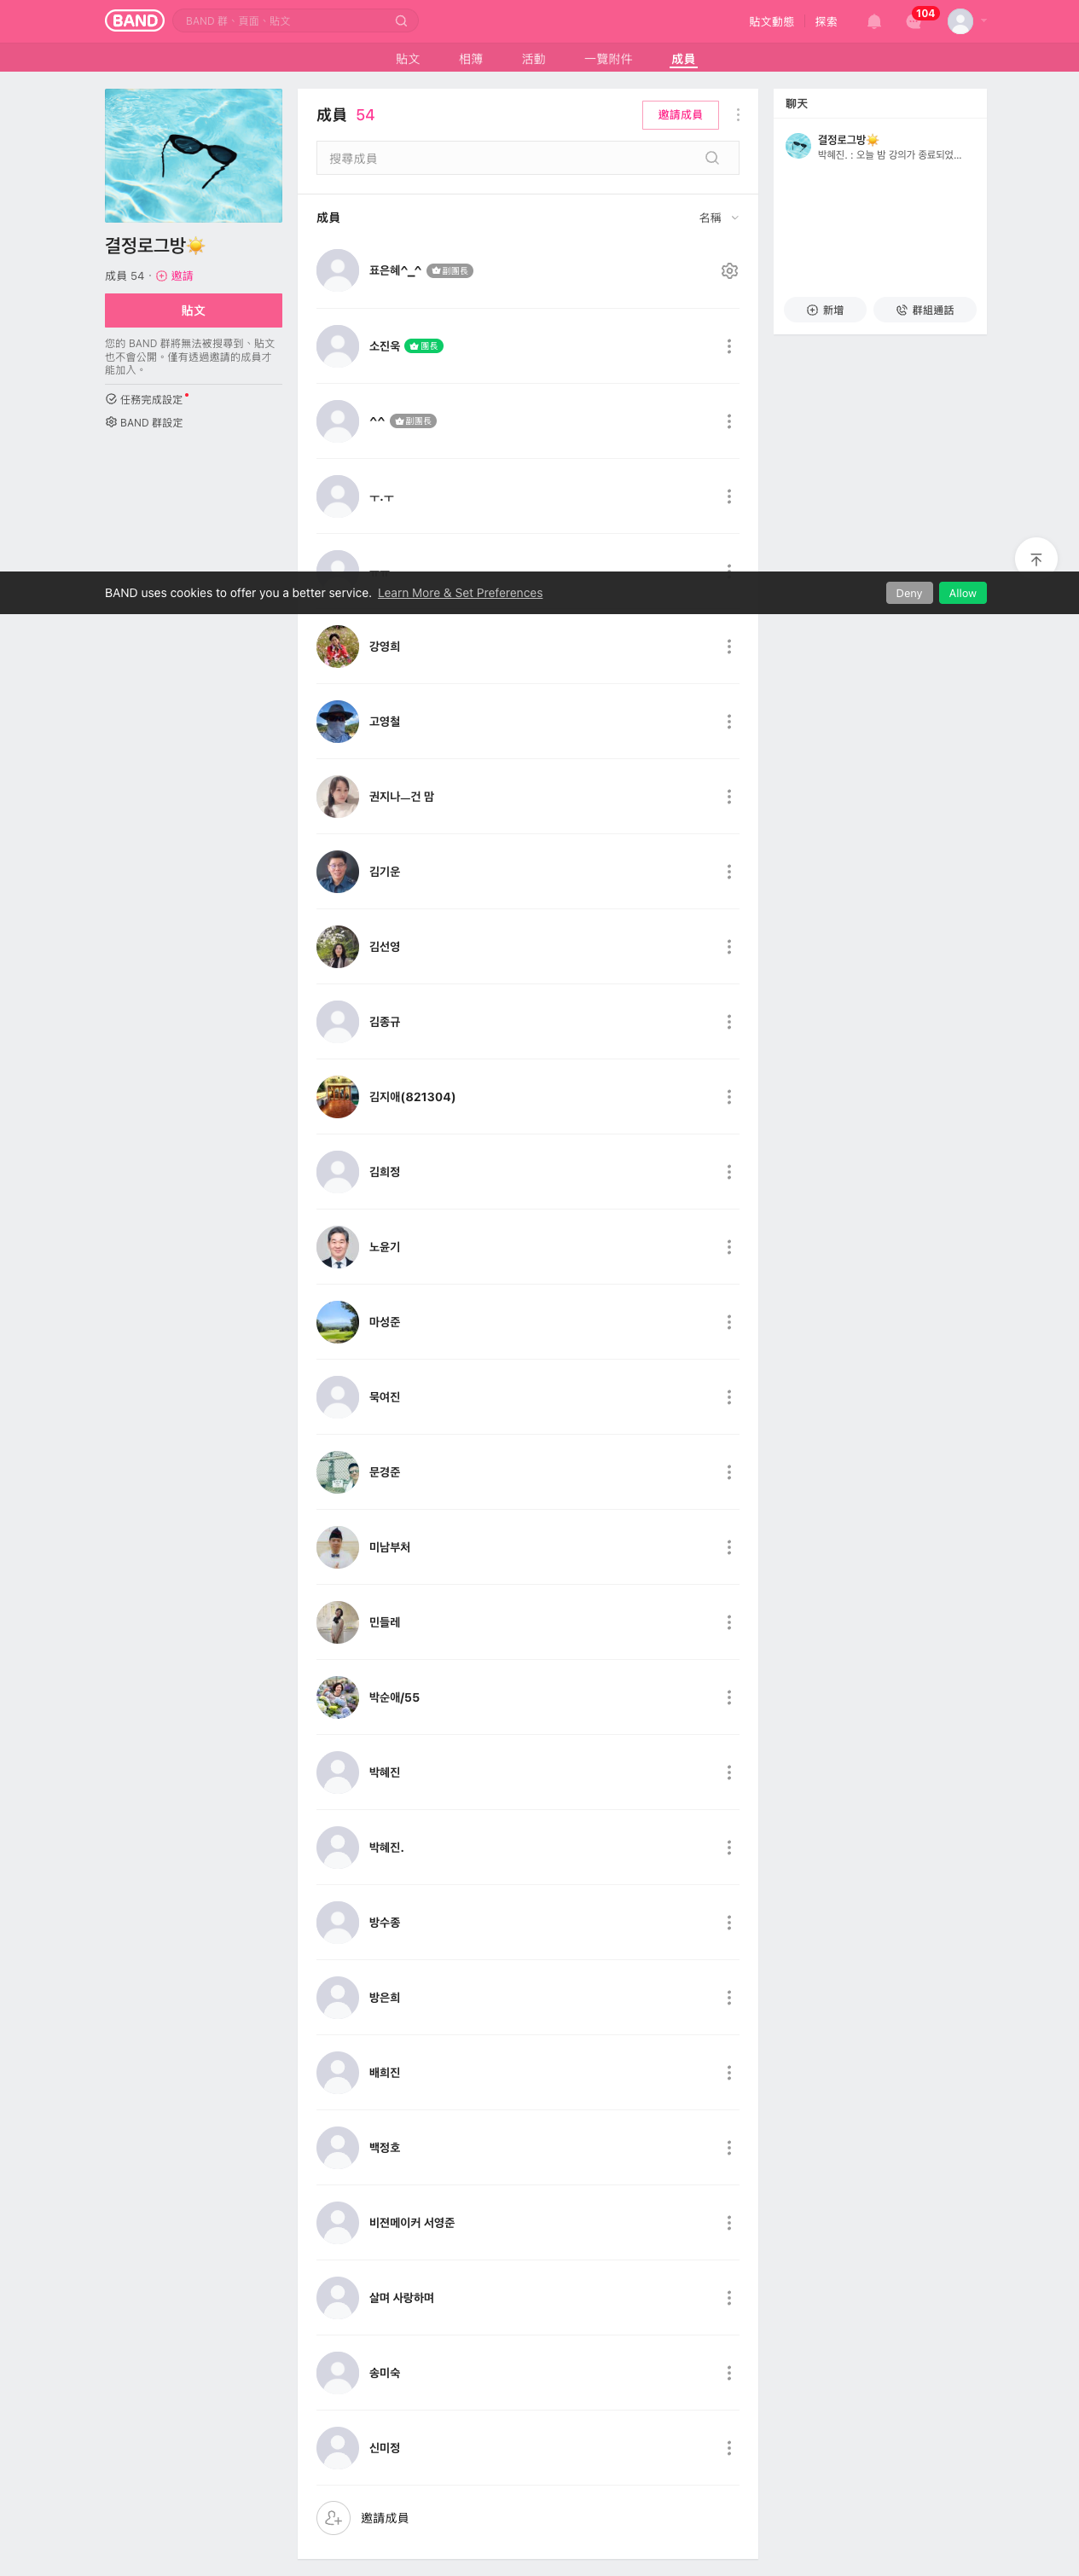 BAND
BAND 群、頁面、貼文
貼文動態
探索
104
貼文
相簿
活動
一覽附件
成員
결정로그방☀️
成員 54 · 邀請
貼文
您的 BAND 群將無法被搜尋到、貼文
也不會公開。僅有透過邀請的成員才
能加入。
任務完成設定
BAND 群設定
成員 54
邀請成員
搜尋成員
成員
名稱
표은혜^_^ 副團長
소진욱 團長
^^ 副團長
ㅜ.ㅜ
BAND uses cookies to offer you a better service. Learn More & Set Preferences
Deny
Allow
강영희
고영철
권지나ㅡ건 맘
김기운
김선영
김종규
김지애(821304)
김희정
노윤기
마성준
묵여진
문경준
미남부처
민들레
박순애/55
박혜진
박혜진.
방수종
방은희
배희진
백정호
비젼메이커 서영준
살며 사랑하며
송미숙
신미정
邀請成員
聊天
결정로그방☀️
박혜진. : 오늘 밤 강의가 종료되었...
新增
群組通話